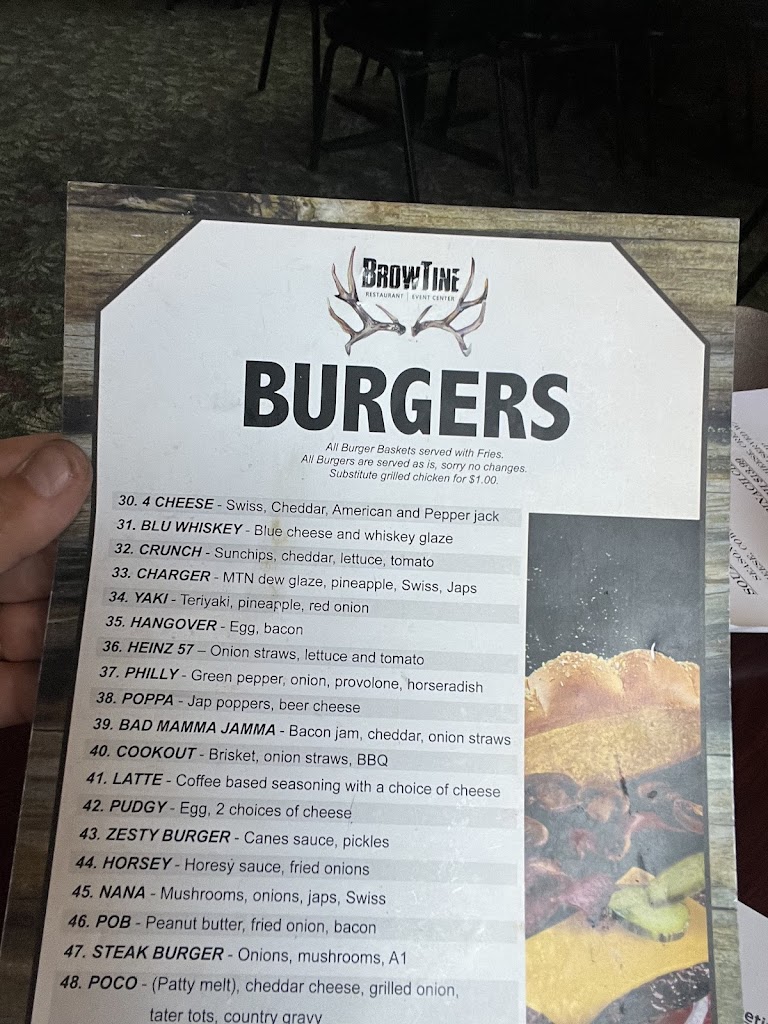 BROWTINE
RESTAURANT | EVENT CENTER
BURGERS
All Burger Baskets served with Fries.
All Burgers are served as is, sorry no changes.
Substitute grilled chicken for $1.00.
30. 4 CHEESE - Swiss, Cheddar, American and Pepper jack
31. BLU WHISKEY - Blue cheese and whiskey glaze
32. CRUNCH - Sunchips, cheddar, lettuce, tomato
33. CHARGER - MTN dew glaze, pineapple, Swiss, Japs
34. YAKI - Teriyaki, pineapple, red onion
35. HANGOVER - Egg, bacon
36. HEINZ 57 – Onion straws, lettuce and tomato
37. PHILLY - Green pepper, onion, provolone, horseradish
38. POPPA - Jap poppers, beer cheese
39. BAD MAMMA JAMMA - Bacon jam, cheddar, onion straws
40. COOKOUT - Brisket, onion straws, BBQ
41. LATTE - Coffee based seasoning with a choice of cheese
42. PUDGY - Egg, 2 choices of cheese
43. ZESTY BURGER - Canes sauce, pickles
44. HORSEY - Horesy sauce, fried onions
45. NANA - Mushrooms, onions, japs, Swiss
46. POB - Peanut butter, fried onion, bacon
47. STEAK BURGER - Onions, mushrooms, A1
48. POCO - (Patty melt), cheddar cheese, grilled onion,
tater tots, country gravy